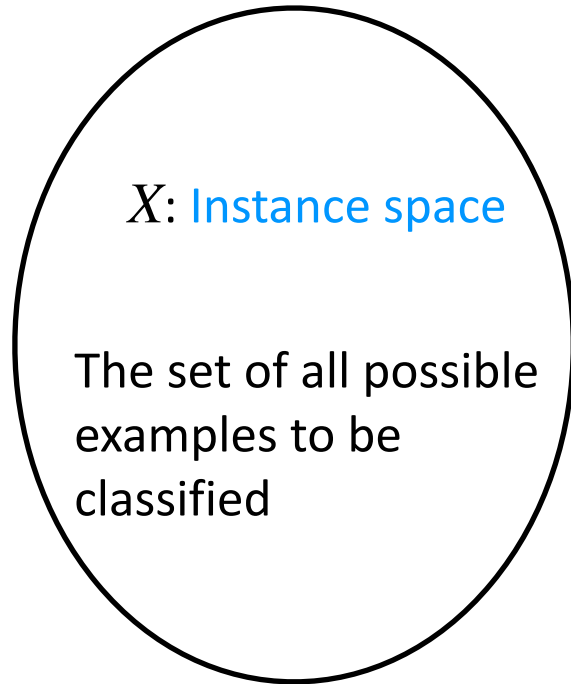 X: Instance space
The set of all possible
examples to be
classified